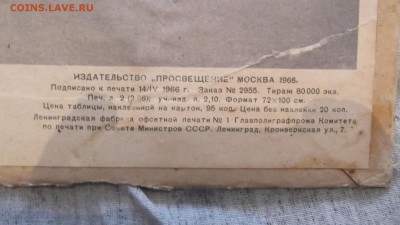 COINS.LAVE.RU
ИЗДАТЕЛЬСТВО „ПРОСВЕЩЕНИЕ" МОСКВА 1966.
Подписано к печати 14/IV 1966 г. Заказ № 2955. Тираж 80 000 экз.
Печ. л. 2 (2,86); уч.-изд. л. 2,10. Формат 72×100 см.
Цена таблицы, наклеенной на картон, 95 коп. Цена без наклейки 20 коп.
Ленинградская фабрика офсетной печати № 1 Главполиграфпрома Комитета
по печати при Совете Министров СССР. Ленинград, Кронверкская ул., 7.